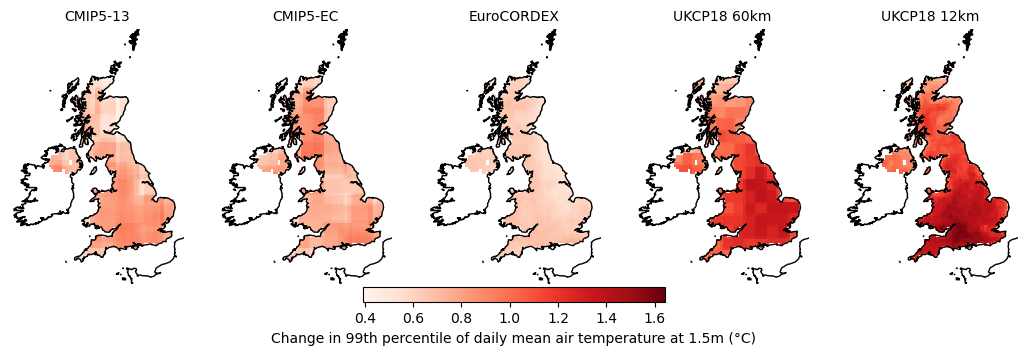 CMIP5-13 CMIP5-EC EuroCORDEX UKCP18 60km UKCP18 12km
0.4 0.6 0.8 1.0 1.2 1.4 1.6
Change in 99th percentile of daily mean air temperature at 1.5m (°C)